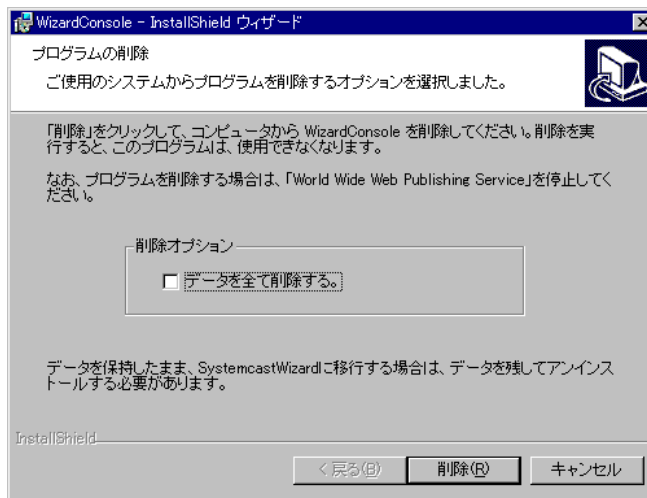 WizardConsole - InstallShield ウィザード
プログラムの削除
ご使用のシステムからプログラムを削除するオプションを選択しました。
「削除」をクリックして、コンピュータから WizardConsole を削除してください。削除を実
行すると、このプログラムは、使用できなくなります。
なお、プログラムを削除する場合は、「World Wide Web Publishing Service」を停止してく
ださい。
削除オプション
データを全て削除する。
データを保持したまま、SystemcastWizardに移行する場合は、データを残してアンインス
トールする必要があります。
InstallShield
< 戻る(B)
削除(R)
キャンセル